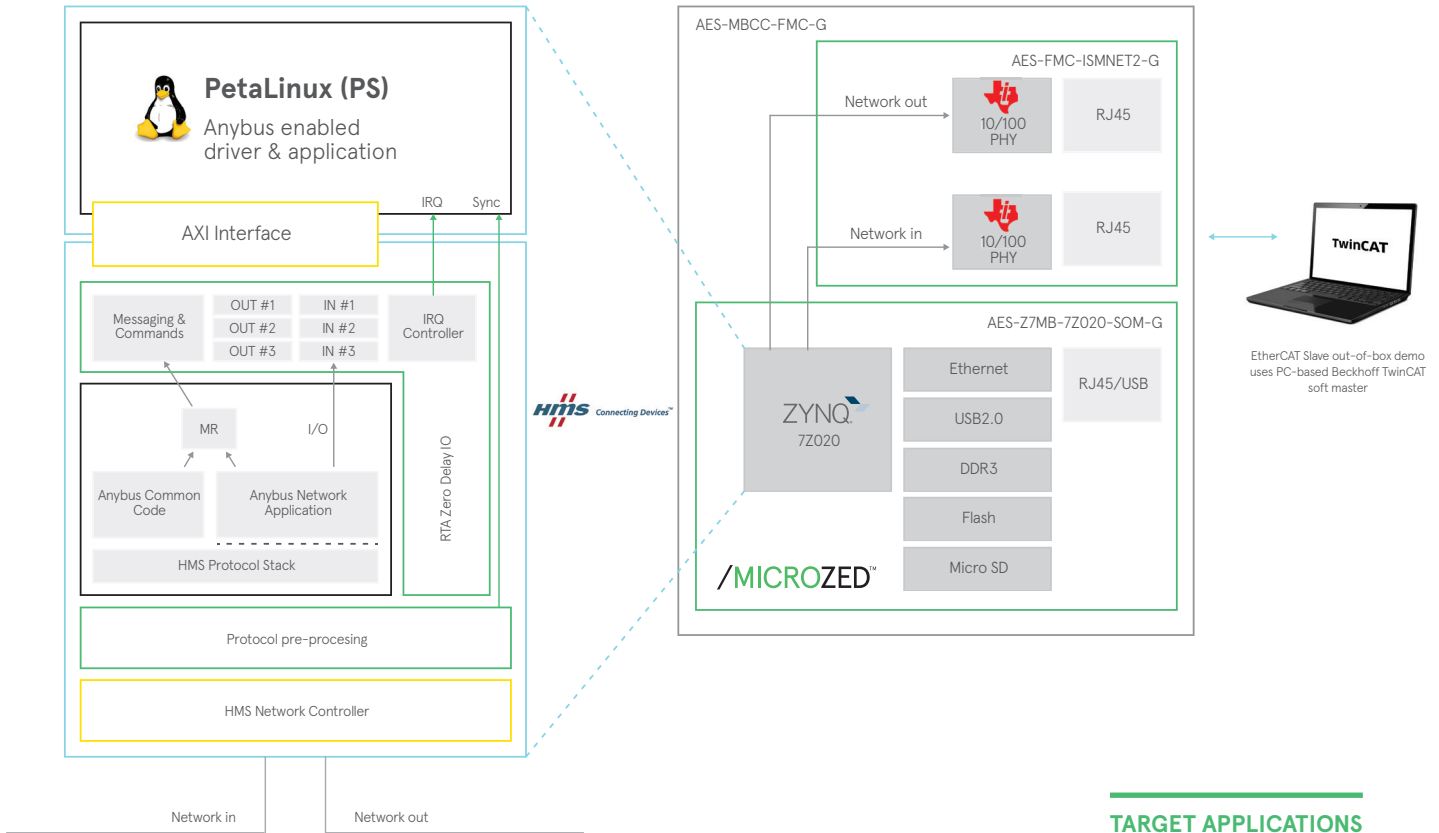 PetaLinux (PS)
Anybus enabled
driver & application
IRQ
Sync
AXI Interface
Messaging &
Commands
OUT #1
OUT #2
OUT #3
IN #1
IN #2
IN #3
IRQ
Controller
MR
I/O
RTA Zero Delay IO
Anybus Common
Code
Anybus Network
Application
HMS Protocol Stack
Protocol pre-procesing
HMS Network Controller
Network in
Network out
HMS Connecting Devices™
AES-MBCC-FMC-G
AES-FMC-ISMNET2-G
Network out
10/100
PHY
RJ45
Network in
10/100
PHY
RJ45
AES-Z7MB-7Z020-SOM-G
ZYNQ
7Z020
Ethernet
USB2.0
DDR3
Flash
Micro SD
RJ45/USB
/MICROZED™
TwinCAT
EtherCAT Slave out-of-box demo
uses PC-based Beckhoff TwinCAT
soft master
TARGET APPLICATIONS